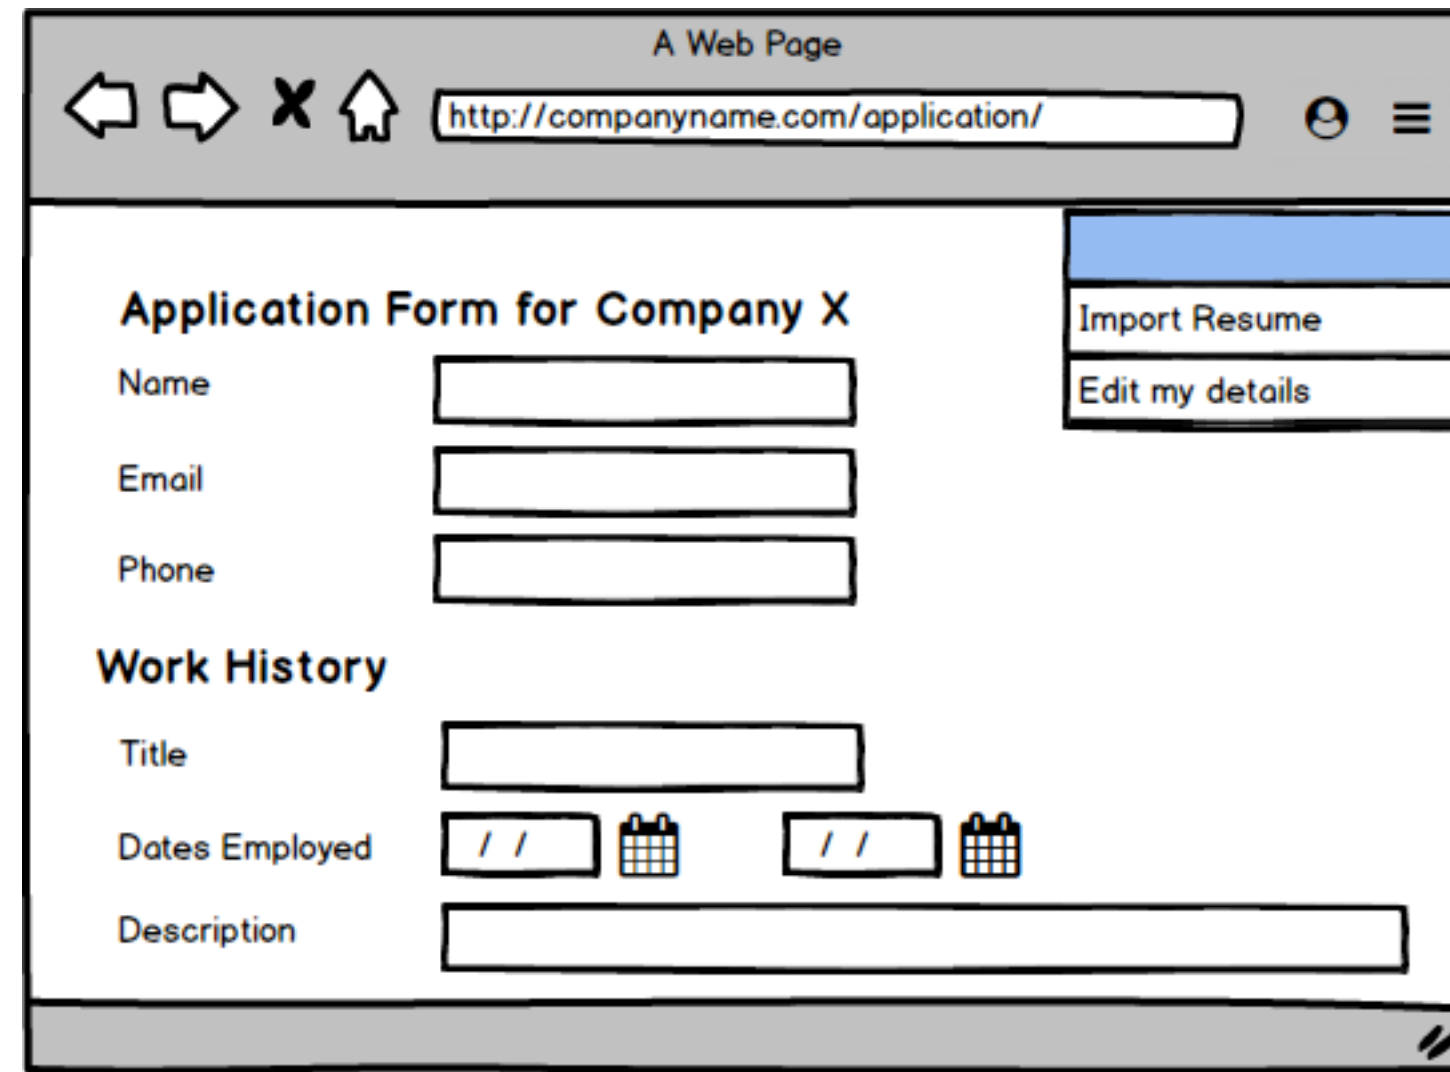 A Web Page
http://companyname.com/application/
Application Form for Company X
Import Resume
Name
Edit my details
Email
Phone
Work History
Title
Dates Employed / / / /
Description